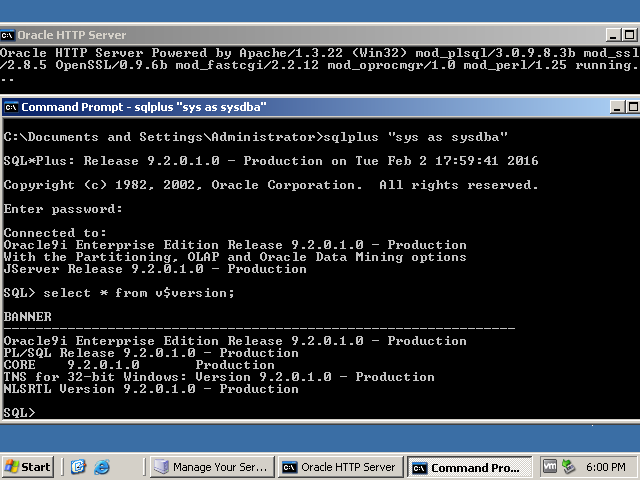 Oracle HTTP Server
Oracle HTTP Server Powered by Apache/1.3.22 (Win32) mod_plsql/3.0.9.8.3b mod_ssl
/2.8.5 OpenSSL/0.9.6b mod_fastcgi/2.2.12 mod_oprocmgr/1.0 mod_perl/1.25 running.
..
Command Prompt - sqlplus "sys as sysdba"
C:\Documents and Settings\Administrator>sqlplus "sys as sysdba"
SQL*Plus: Release 9.2.0.1.0 - Production on Tue Feb 2 17:59:41 2016
Copyright (c) 1982, 2002, Oracle Corporation.  All rights reserved.
Enter password:
Connected to:
Oracle9i Enterprise Edition Release 9.2.0.1.0 - Production
With the Partitioning, OLAP and Oracle Data Mining options
JServer Release 9.2.0.1.0 - Production
SQL> select * from v$version;
BANNER
----------------------------------------------------------------
Oracle9i Enterprise Edition Release 9.2.0.1.0 - Production
PL/SQL Release 9.2.0.1.0 - Production
CORE    9.2.0.1.0       Production
TNS for 32-bit Windows: Version 9.2.0.1.0 - Production
NLSRTL Version 9.2.0.1.0 - Production
SQL>
Start Manage Your Ser... Oracle HTTP Server Command Pro... vm 6:00 PM